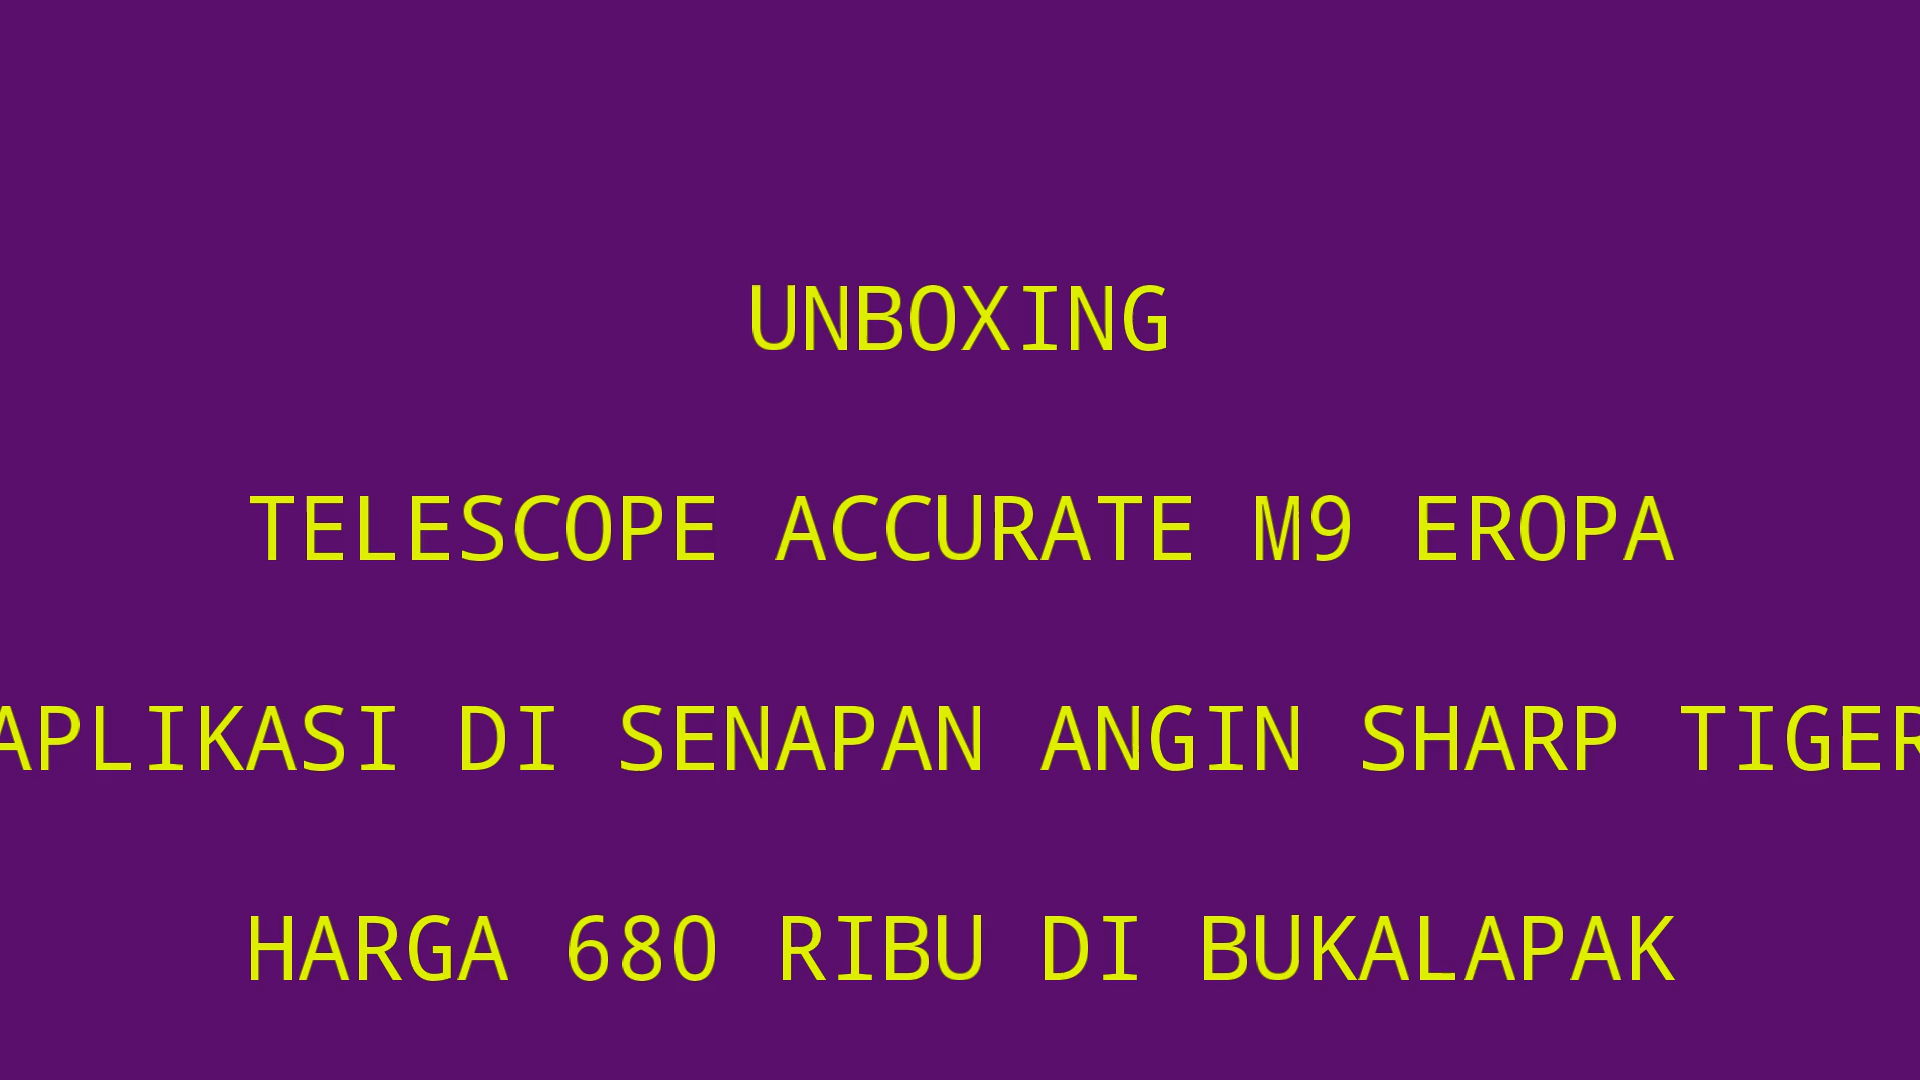 UNBOXING
TELESCOPE ACCURATE M9 EROPA
APLIKASI DI SENAPAN ANGIN SHARP TIGER
HARGA 680 RIBU DI BUKALAPAK